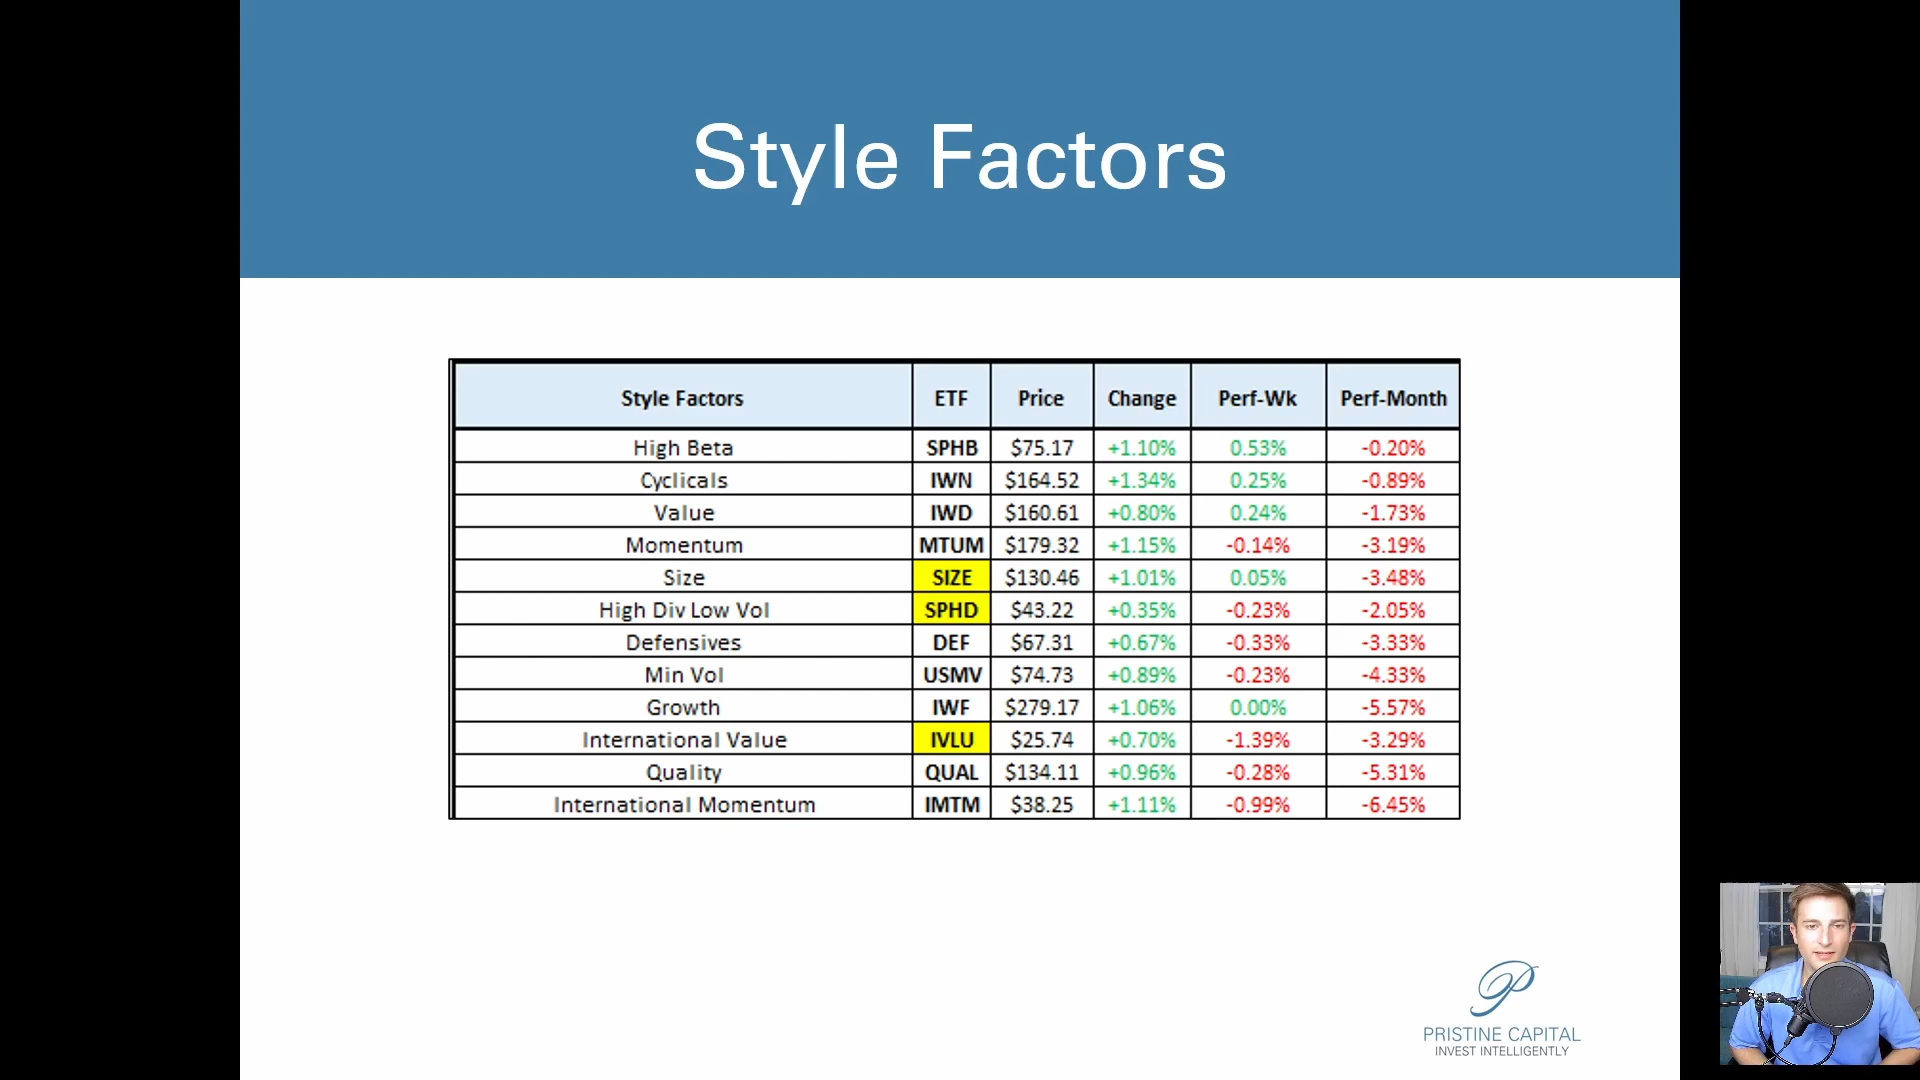 Style Factors
Style Factors ETF Price Change Perf-Wk Perf-Month
High Beta SPHB $75.17 +1.10% 0.53% -0.20%
Cyclicals IWN $164.52 +1.34% 0.25% -0.89%
Value IWD $160.61 +0.80% 0.24% -1.73%
Momentum MTUM $179.32 +1.15% -0.14% -3.19%
Size SIZE $130.46 +1.01% 0.05% -3.48%
High Div Low Vol SPHD $43.22 +0.35% -0.23% -2.05%
Defensives DEF $67.31 +0.67% -0.33% -3.33%
Min Vol USMV $74.73 +0.89% -0.23% -4.33%
Growth IWF $279.17 +1.06% 0.00% -5.57%
International Value IVLU $25.74 +0.70% -1.39% -3.29%
Quality QUAL $134.11 +0.96% -0.28% -5.31%
International Momentum IMTM $38.25 +1.11% -0.99% -6.45%
P
PRISTINE CAPITAL
INVEST INTELLIGENTLY